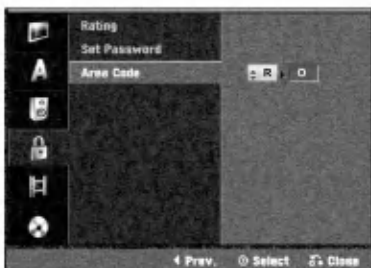 Rating
Set Password
Area Code
R O
A
Prev. Select Close